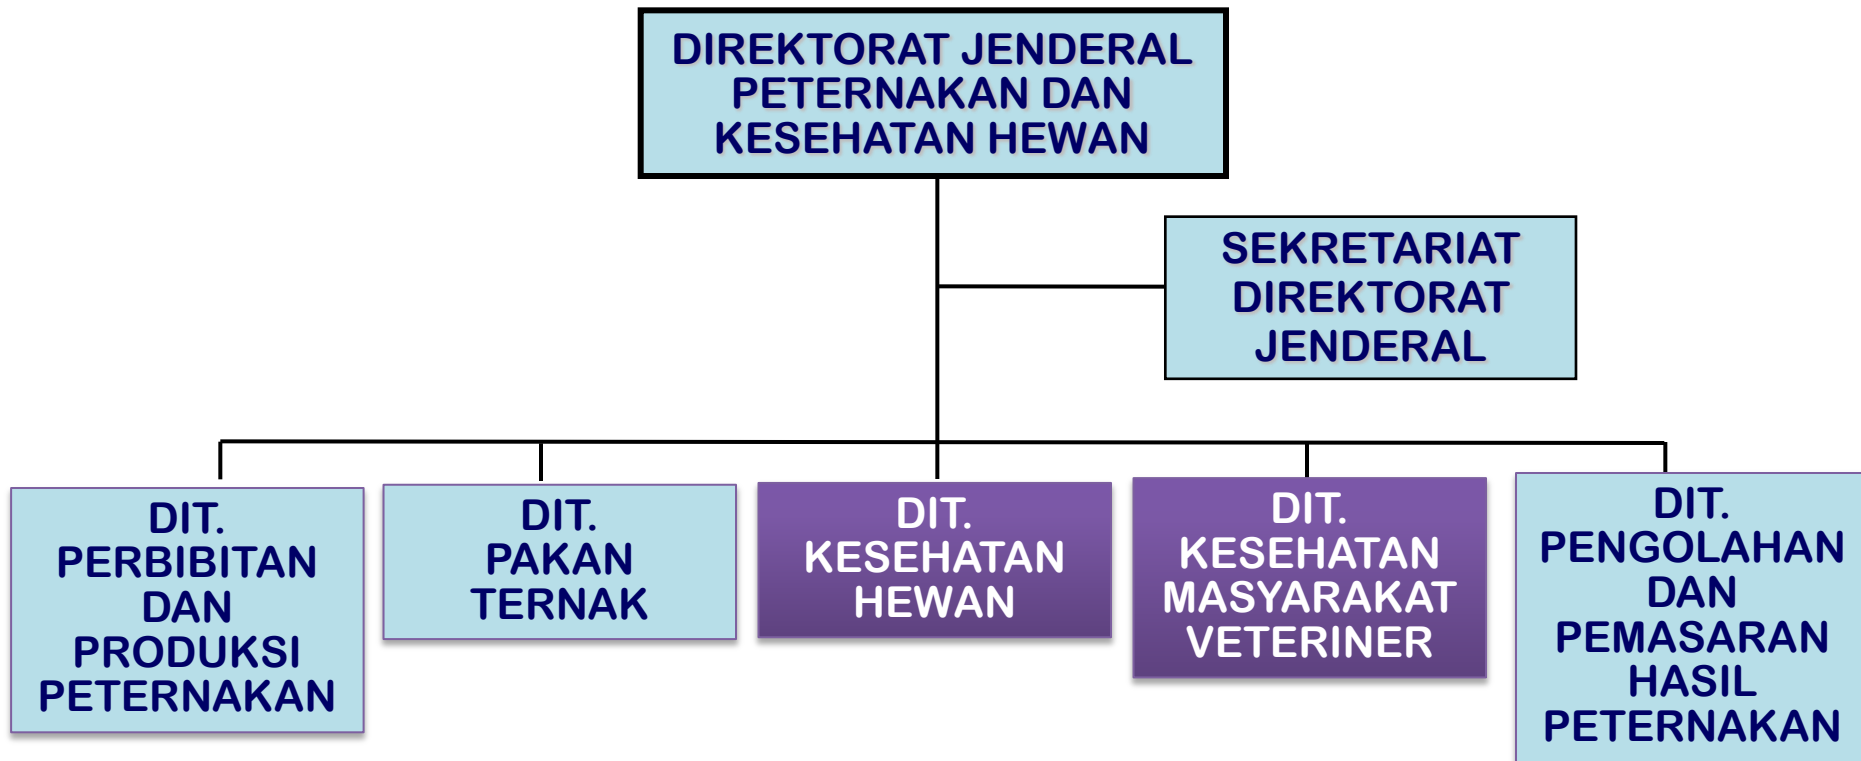 DIREKTORAT JENDERAL
PETERNAKAN DAN
KESEHATAN HEWAN
SEKRETARIAT
DIREKTORAT
JENDERAL
DIT.
PERBIBITAN
DAN
PRODUKSI
PETERNAKAN
DIT.
PAKAN
TERNAK
DIT.
KESEHATAN
HEWAN
DIT.
KESEHATAN
MASYARAKAT
VETERINER
DIT.
PENGOLAHAN
DAN
PEMASARAN
HASIL
PETERNAKAN